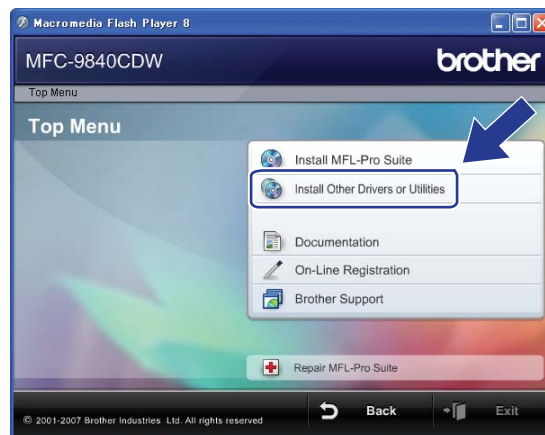 Macromedia Flash Player 8
MFC-9840CDW
brother
Top Menu
Top Menu
Install MFL-Pro Suite
Install Other Drivers or Utilities
Documentation
On-Line Registration
Brother Support
Repair MFL-Pro Suite
© 2001-2007 Brother Industries Ltd. All rights reserved
Back
Exit